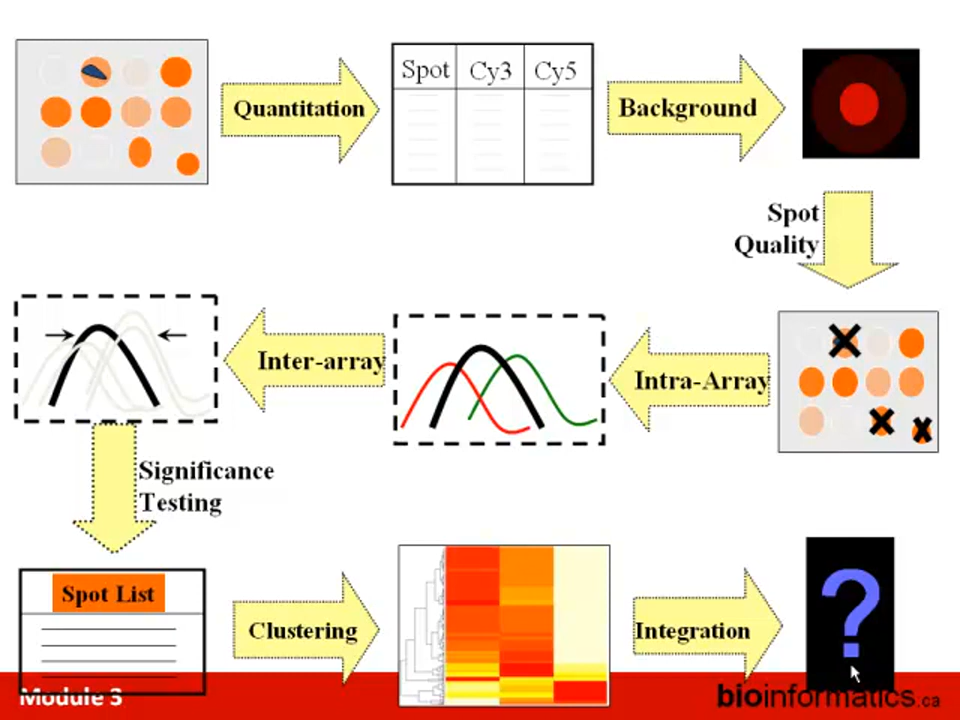 Quantitation
Spot Cy3 Cy5
Background
Spot
Quality
Intra-Array
Inter-array
Significance
Testing
Spot List
Clustering
Integration
?
Module 3
bioinformatics.ca